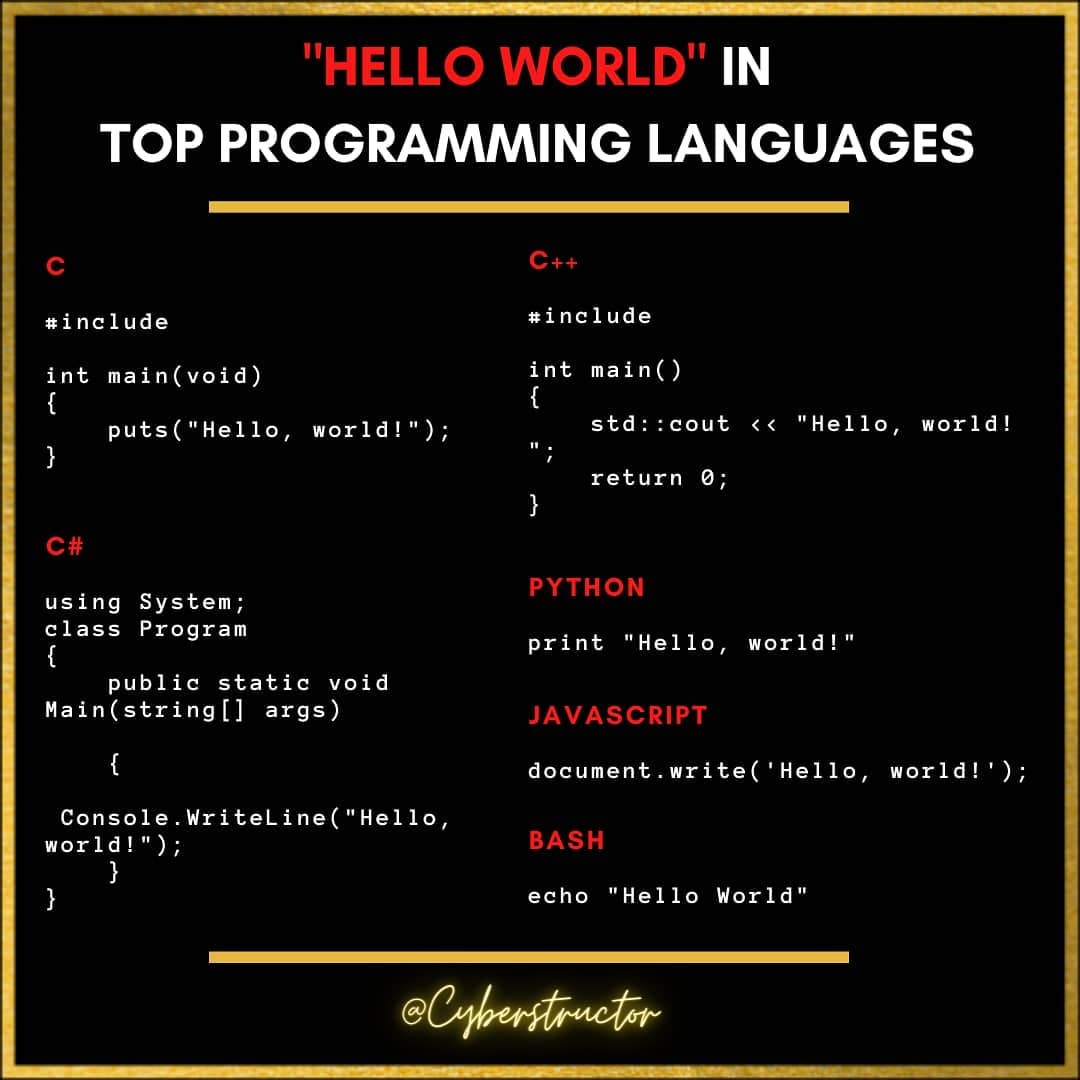 "HELLO WORLD" IN
TOP PROGRAMMING LANGUAGES
C
#include
int main(void)
{
    puts("Hello, world!");
}
C#
using System;
class Program
{
    public static void
Main(string[] args)
    {
 Console.WriteLine("Hello,
world!");
    }
}
C++
#include
int main()
{
    std::cout << "Hello, world!
";
    return 0;
}
PYTHON
print "Hello, world!"
JAVASCRIPT
document.write('Hello, world!');
BASH
echo "Hello World"
@Cyberstructor